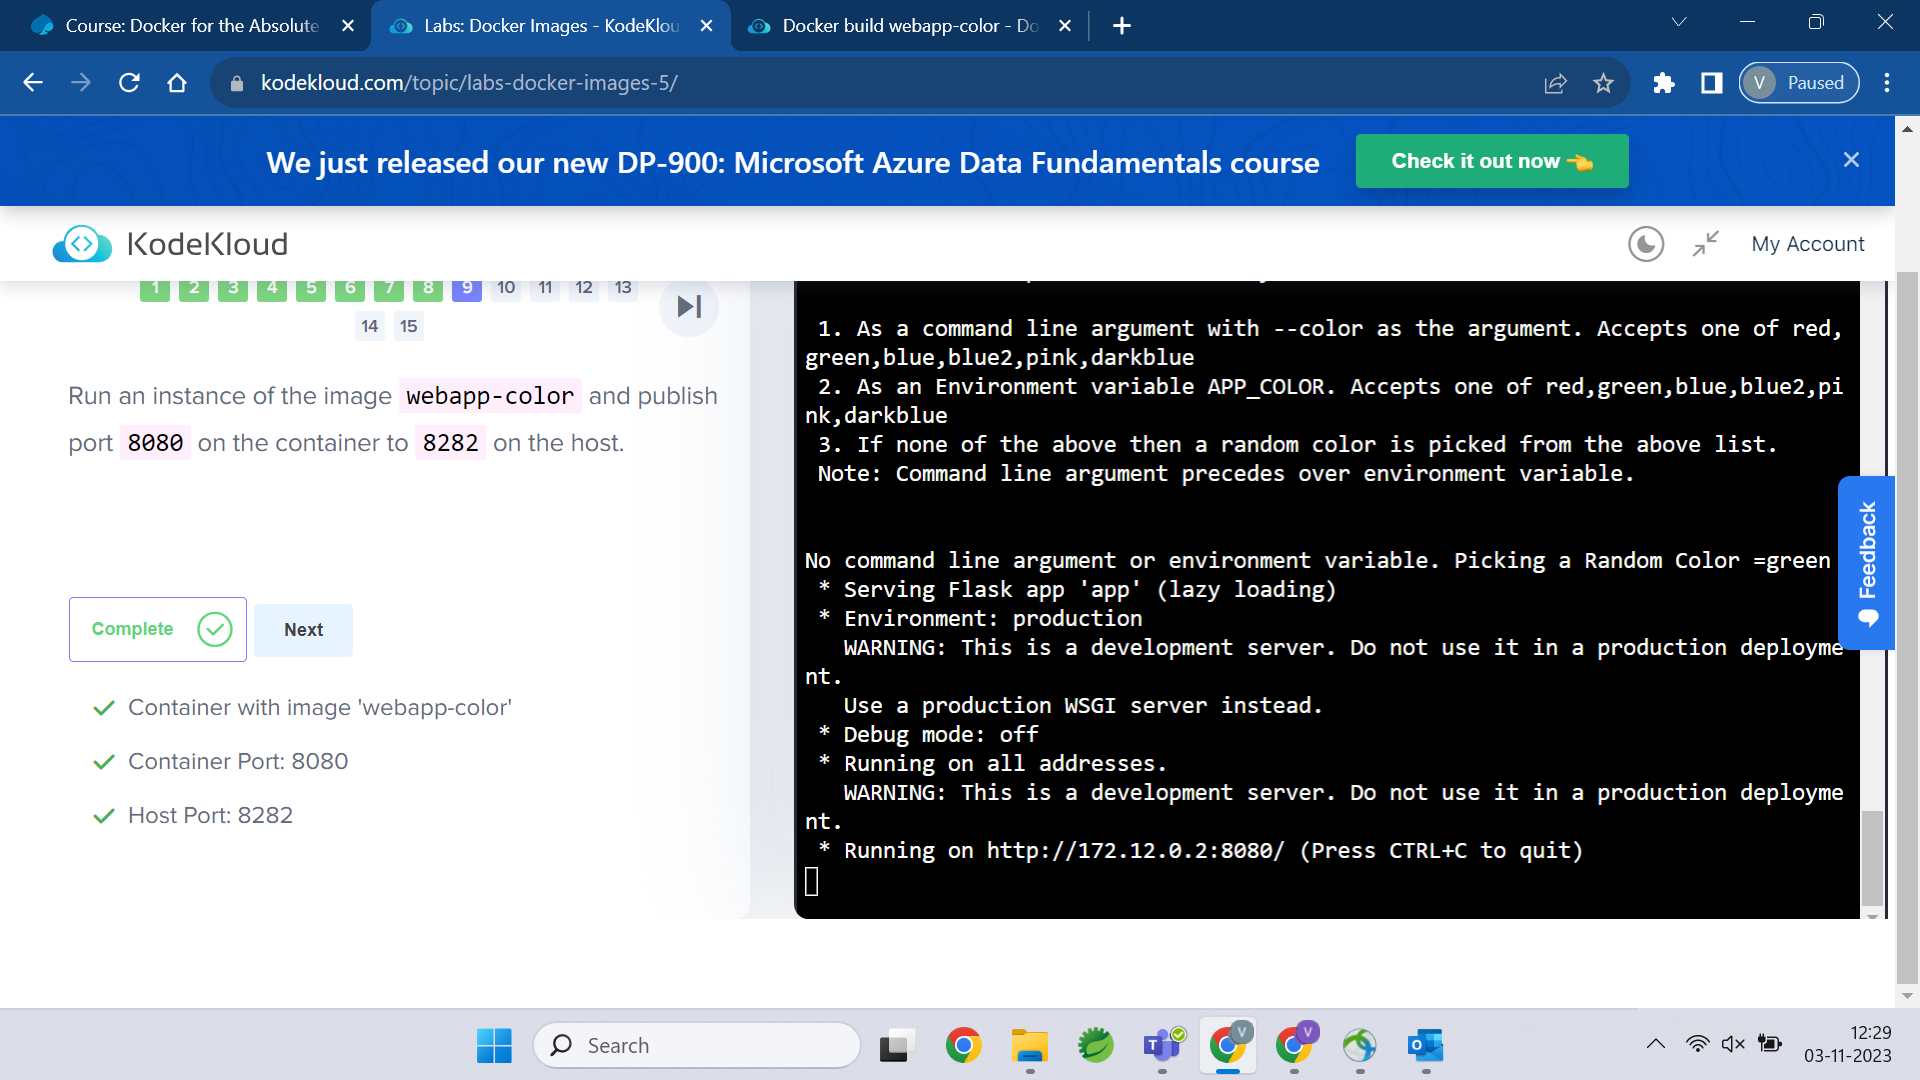 Course: Docker for the Absolute
Labs: Docker Images - KodeKlou
Docker build webapp-color - Do
kodekloud.com/topic/labs-docker-images-5/
V Paused
We just released our new DP-900: Microsoft Azure Data Fundamentals course
Check it out now
KodeKloud
My Account
1 2 3 4 5 6 7 8 9 10 11 12 13
14 15
Run an instance of the image webapp-color and publish
port 8080 on the container to 8282 on the host.
Complete
Next
Container with image 'webapp-color'
Container Port: 8080
Host Port: 8282
1. As a command line argument with --color as the argument. Accepts one of red,
green,blue,blue2,pink,darkblue
2. As an Environment variable APP_COLOR. Accepts one of red,green,blue,blue2,pi
nk,darkblue
3. If none of the above then a random color is picked from the above list.
Note: Command line argument precedes over environment variable.
No command line argument or environment variable. Picking a Random Color =green
* Serving Flask app 'app' (lazy loading)
* Environment: production
WARNING: This is a development server. Do not use it in a production deployme
nt.
Use a production WSGI server instead.
* Debug mode: off
* Running on all addresses.
WARNING: This is a development server. Do not use it in a production deployme
nt.
* Running on http://172.12.0.2:8080/ (Press CTRL+C to quit)
Feedback
Search
12:29
03-11-2023